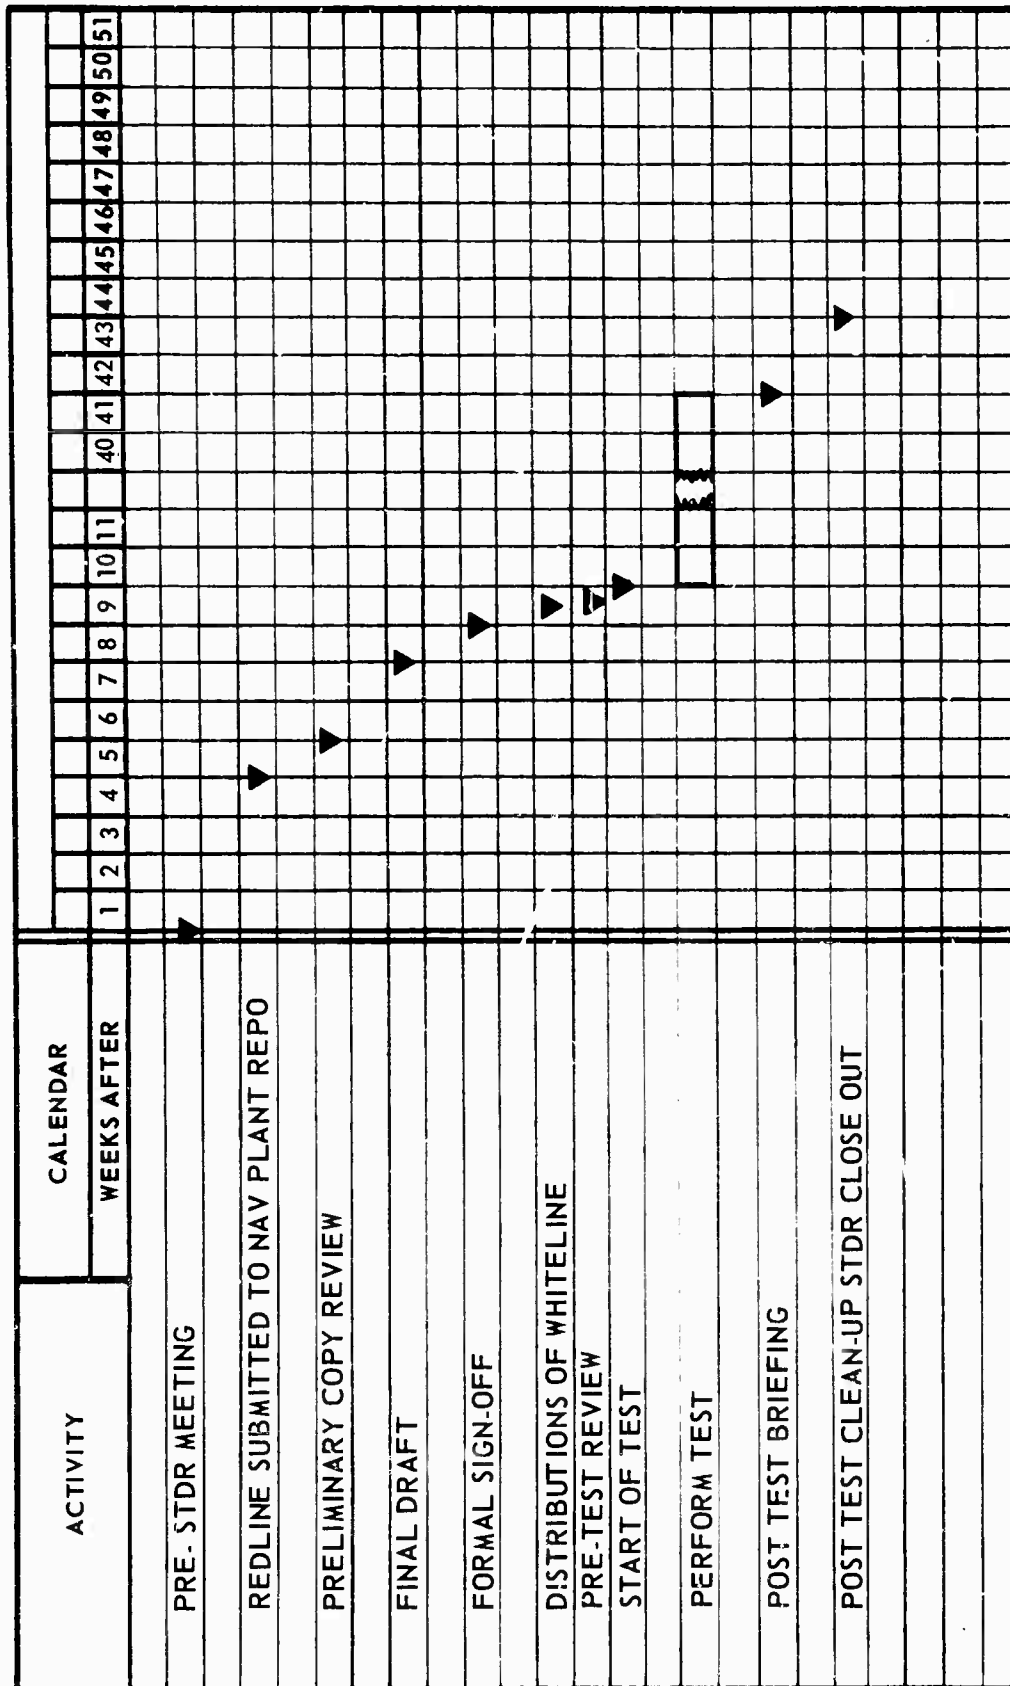 ACTIVITY
CALENDAR
WEEKS AFTER
1 2 3 4 5 6 7 8 9 10 11 40 41 42 43 44 45 46 47 48 49 50 51
PRE-STDR MEETING
REDLINE SUBMITTED TO NAV PLANT REPO
PRELIMINARY COPY REVIEW
FINAL DRAFT
FORMAL SIGN-OFF
DISTRIBUTIONS OF WHITELINE
PRE-TEST REVIEW
START OF TEST
PERFORM TEST
POST TEST BRIEFING
POST TEST CLEAN-UP STDR CLOSE OUT